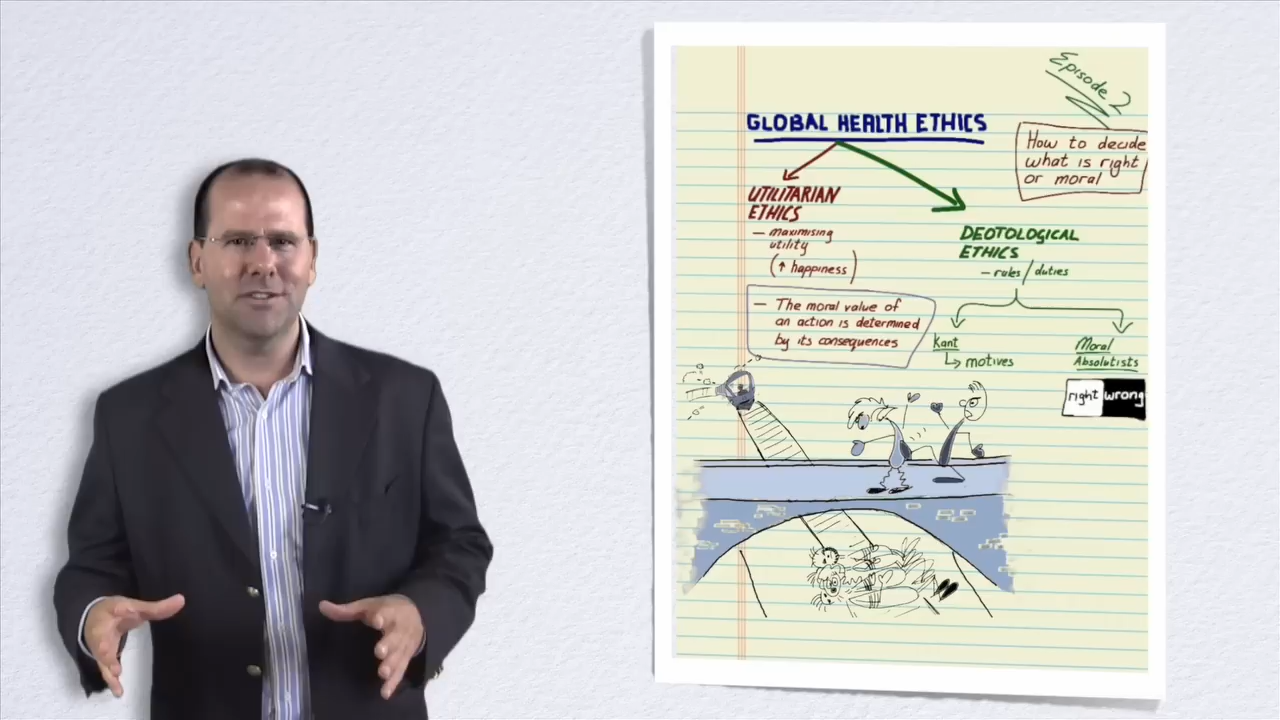 Episode 2
GLOBAL HEALTH ETHICS
How to decide
what is right
or moral
UTILITARIAN
ETHICS
— maximising
utility
(↑ happiness)
— The moral value of
an action is determined
by its consequences
DEOTOLOGICAL
ETHICS
— rules/duties
Kant
↳ motives
Moral
Absolutists
right wrong